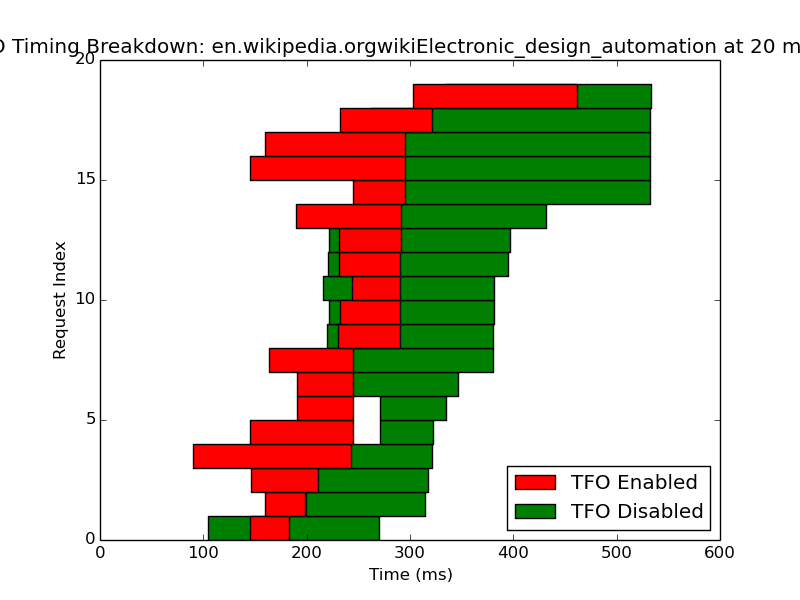 Timing Breakdown: en.wikipedia.orgwikiElectronic_design_automation at 20 m
20
15
10
5
0
Request Index
0 100 200 300 400 500 600
Time (ms)
TFO Enabled
TFO Disabled